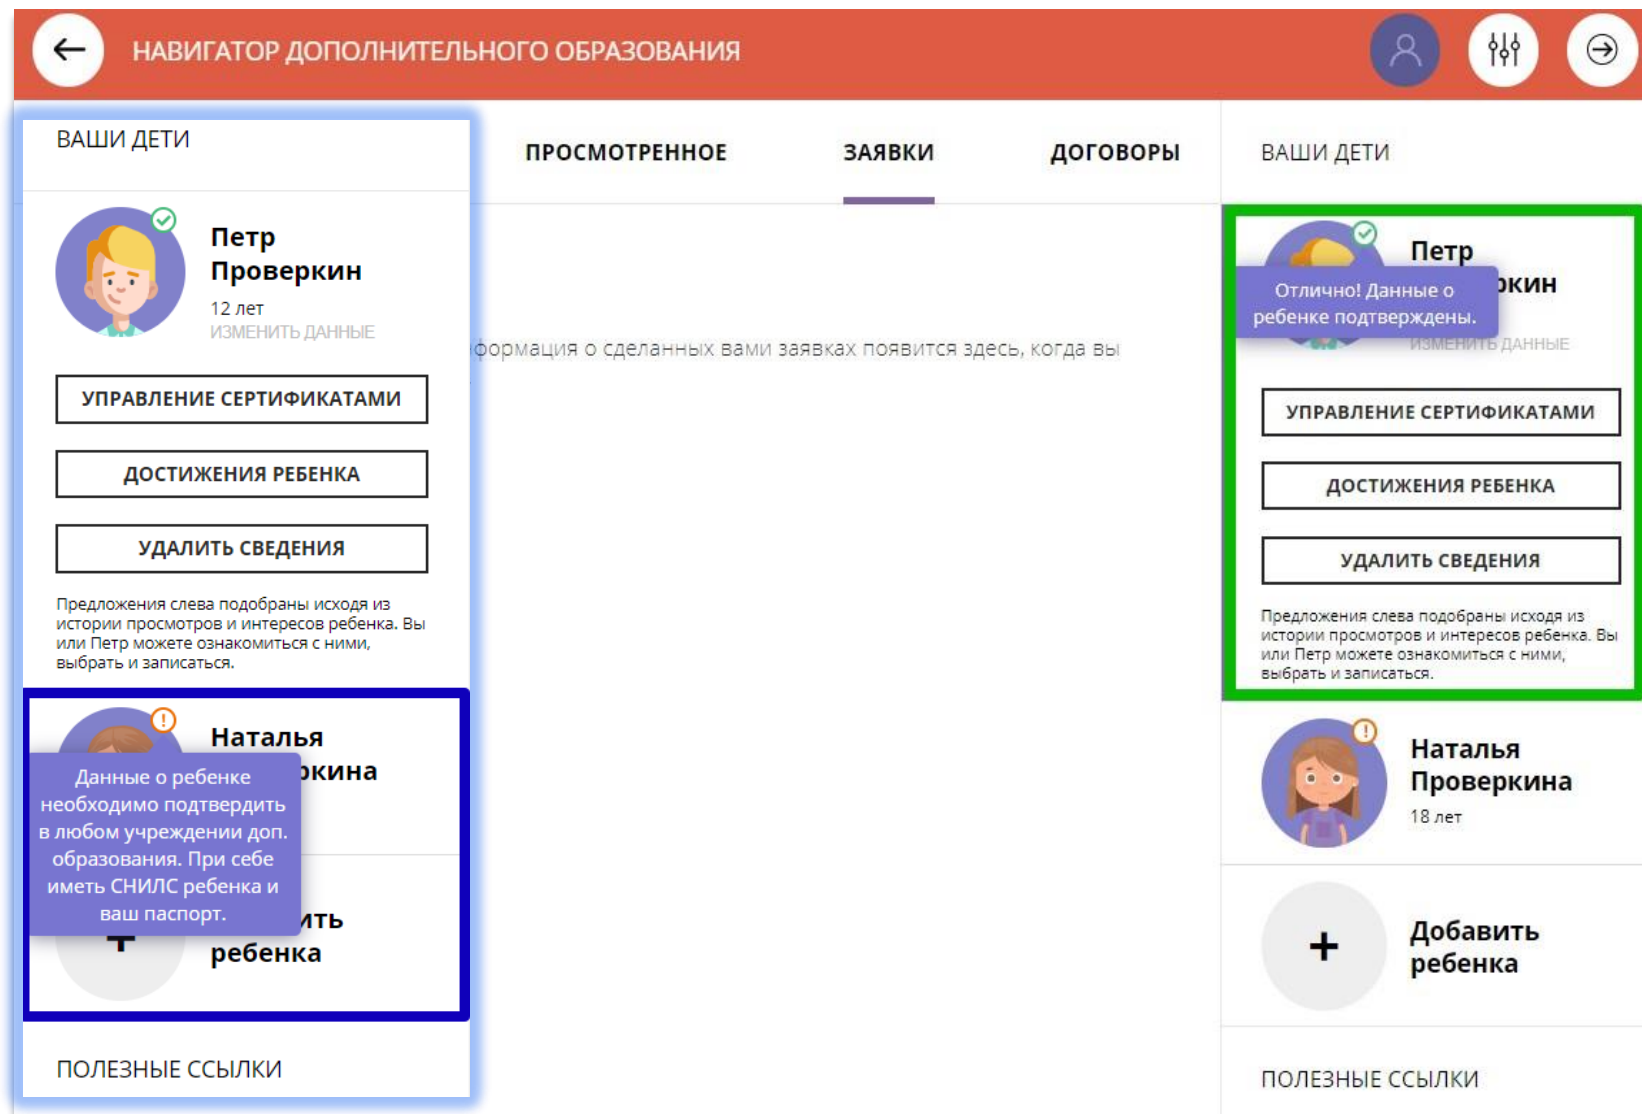 НАВИГАТОР ДОПОЛНИТЕЛЬНОГО ОБРАЗОВАНИЯ
ВАШИ ДЕТИ
Петр
Проверкин
12 лет
ИЗМЕНИТЬ ДАННЫЕ
УПРАВЛЕНИЕ СЕРТИФИКАТАМИ
ДОСТИЖЕНИЯ РЕБЕНКА
УДАЛИТЬ СВЕДЕНИЯ
Предложения слева подобраны исходя из
истории просмотров и интересов ребенка. Вы
или Петр можете ознакомиться с ними,
выбрать и записаться.
Наталья
ркина
Данные о ребенке
необходимо подтвердить
в любом учреждении доп.
образования. При себе
иметь СНИЛС ребенка и
ваш паспорт.
ить
ребенка
ПОЛЕЗНЫЕ ССЫЛКИ
ПРОСМОТРЕННОЕ ЗАЯВКИ ДОГОВОРЫ
формация о сделанных вами заявках появится здесь, когда вы
ВАШИ ДЕТИ
Петр
ркин
Отлично! Данные о
ребенке подтверждены.
ИЗМЕНИТЬ ДАННЫЕ
УПРАВЛЕНИЕ СЕРТИФИКАТАМИ
ДОСТИЖЕНИЯ РЕБЕНКА
УДАЛИТЬ СВЕДЕНИЯ
Предложения слева подобраны исходя из
истории просмотров и интересов ребенка. Вы
или Петр можете ознакомиться с ними,
выбрать и записаться.
Наталья
Проверкина
18 лет
Добавить
ребенка
ПОЛЕЗНЫЕ ССЫЛКИ